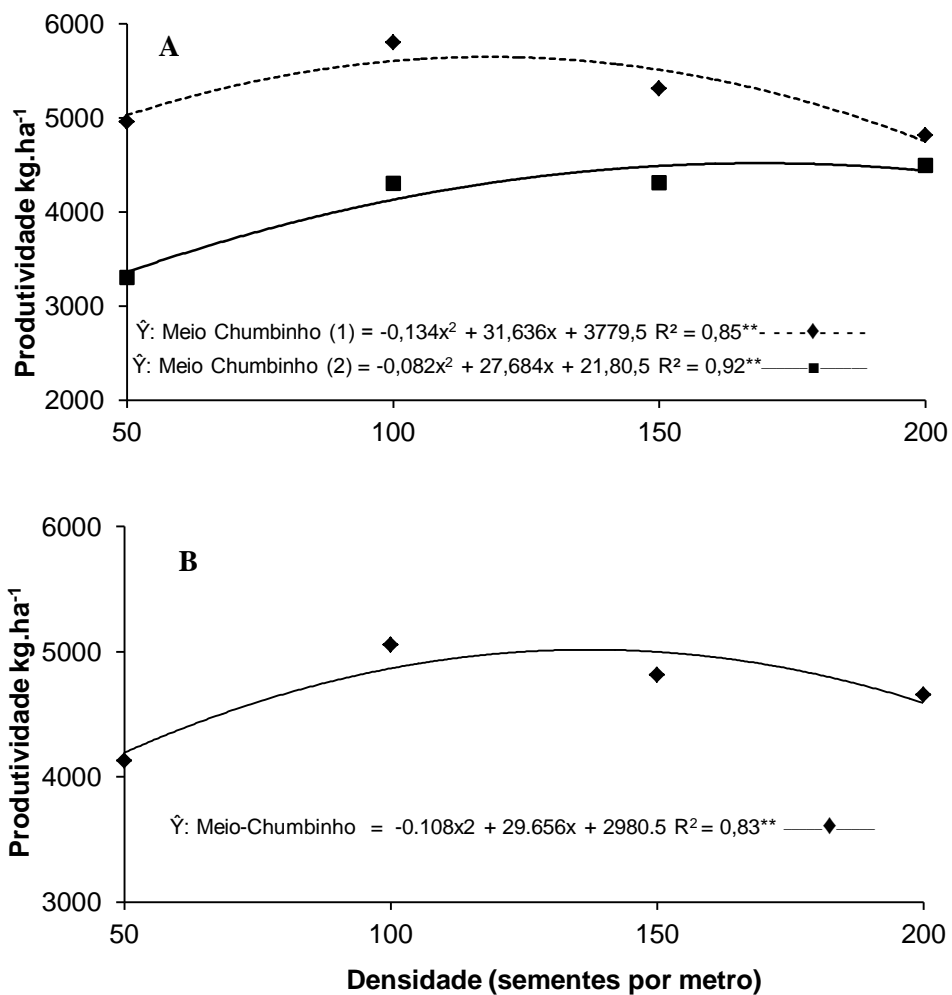 6000
5000
4000
3000
2000
A
Produtividade kg.ha-1
Ŷ: Meio Chumbinho (1) = -0,134x² + 31,636x + 3779,5 R² = 0,85**
Ŷ: Meio Chumbinho (2) = -0,082x² + 27,684x + 21,80,5 R² = 0,92**
50 100 150 200
6000
5000
4000
3000
B
Produtividade kg.ha-1
Ŷ: Meio-Chumbinho = -0.108x2 + 29.656x + 2980.5 R² = 0,83**
50 100 150 200
Densidade (sementes por metro)